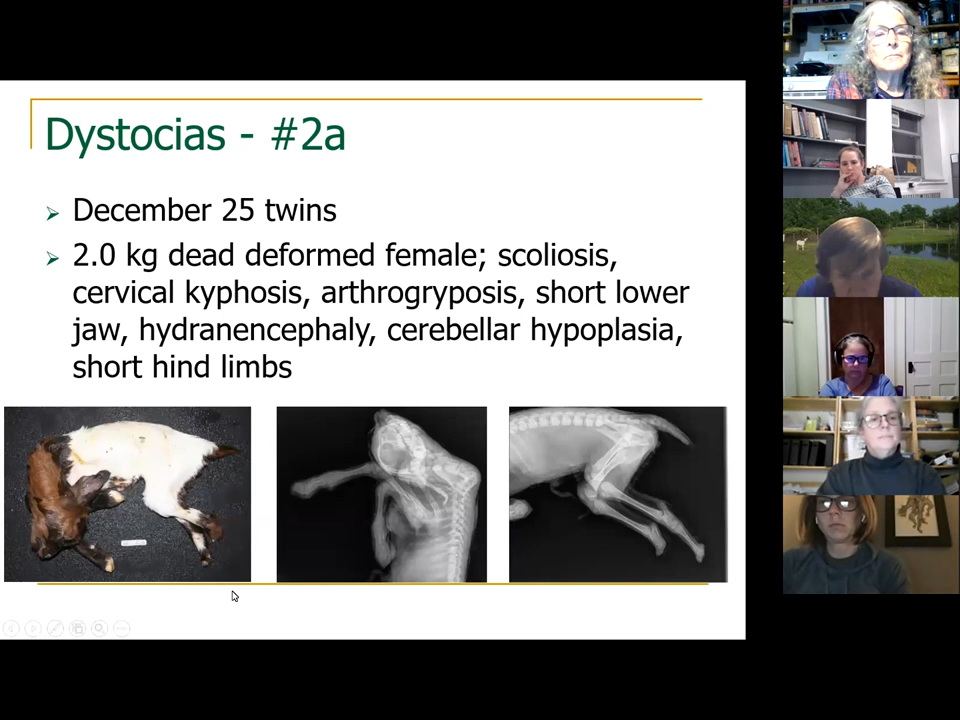 Dystocias - #2a
December 25 twins
2.0 kg dead deformed female; scoliosis,
cervical kyphosis, arthrogryposis, short lower
jaw, hydranencephaly, cerebellar hypoplasia,
short hind limbs